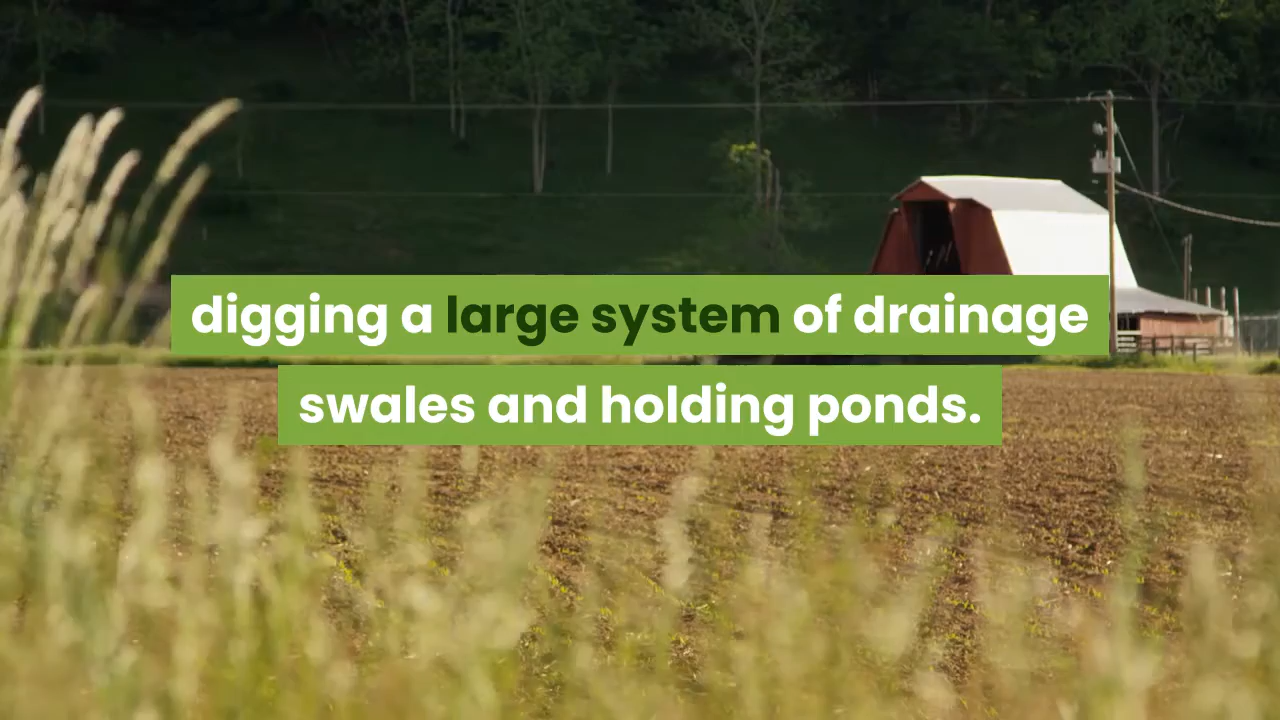 digging a large system of drainage
swales and holding ponds.